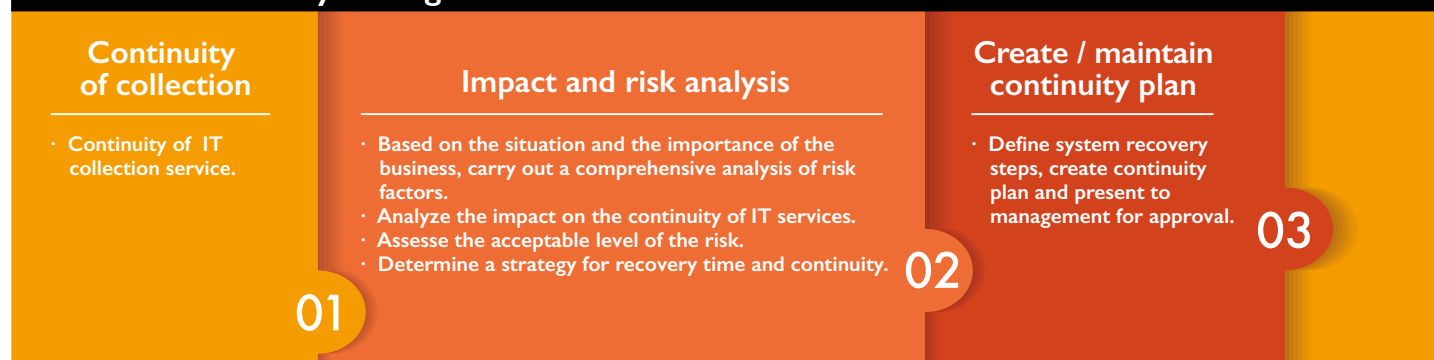 Continuity
of collection
· Continuity of IT
collection service.
01
Impact and risk analysis
· Based on the situation and the importance of the
business, carry out a comprehensive analysis of risk
factors.
· Analyze the impact on the continuity of IT services.
· Assesse the acceptable level of the risk.
· Determine a strategy for recovery time and continuity.
02
Create / maintain
continuity plan
· Define system recovery
steps, create continuity
plan and present to
management for approval.
03